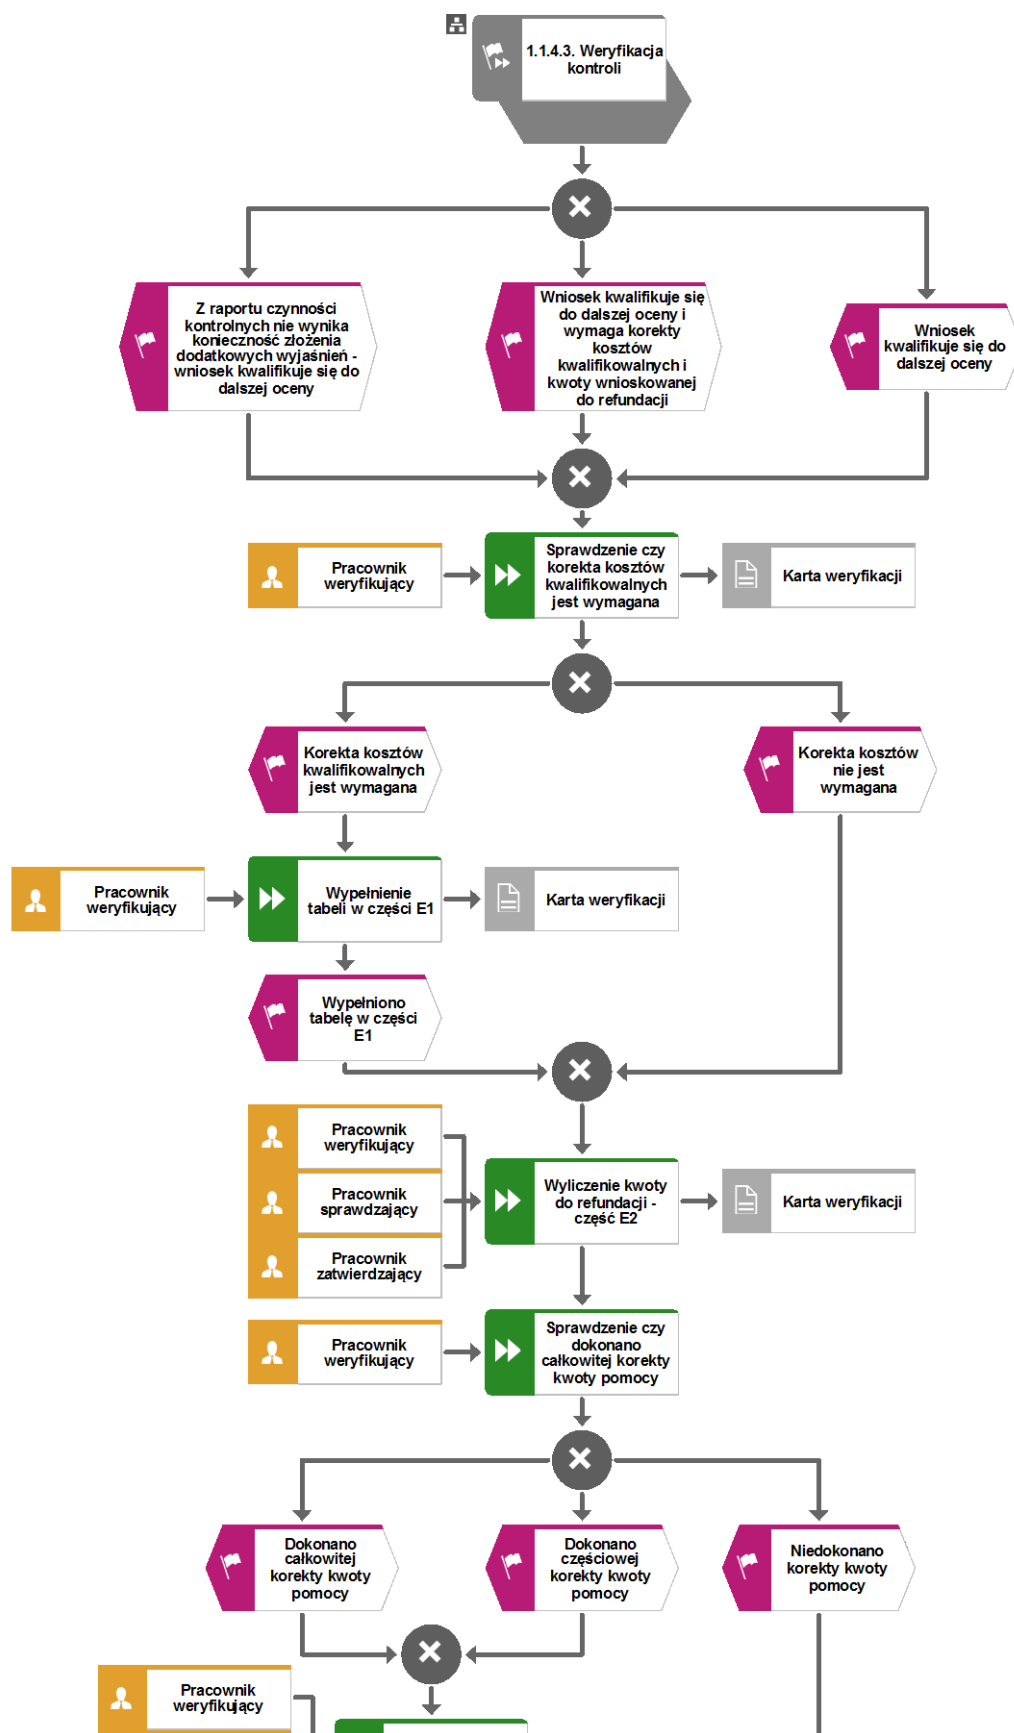 1.1.4.3. Weryfikacja
kontroli
Z raportu czynności
kontrolnych nie wynika
konieczność złożenia
dodatkowych wyjaśnień -
wniosek kwalifikuje się do
dalszej oceny
Wniosek kwalifikuje się
do dalszej oceny i
wymaga korekty
kosztów
kwalifikowalnych i
kwoty wnioskowanej
do refundacji
Wniosek
kwalifikuje się do
dalszej oceny
Pracownik
weryfikujący
Sprawdzenie czy
korekta kosztów
kwalifikowalnych
jest wymagana
Karta weryfikacji
Korekta kosztów
kwalifikowalnych
jest wymagana
Korekta kosztów
nie jest
wymagana
Pracownik
weryfikujący
Wypełnienie
tabeli w części E1
Karta weryfikacji
Wypełniono
tabelę w części
E1
Pracownik
weryfikujący
Pracownik
sprawdzający
Pracownik
zatwierdzający
Wyliczenie kwoty
do refundacji -
część E2
Karta weryfikacji
Pracownik
weryfikujący
Sprawdzenie czy
dokonano
całkowitej korekty
kwoty pomocy
Dokonano
całkowitej
korekty kwoty
pomocy
Dokonano
częściowej
korekty kwoty
pomocy
Niedokonano
korekty kwoty
pomocy
Pracownik
weryfikujący